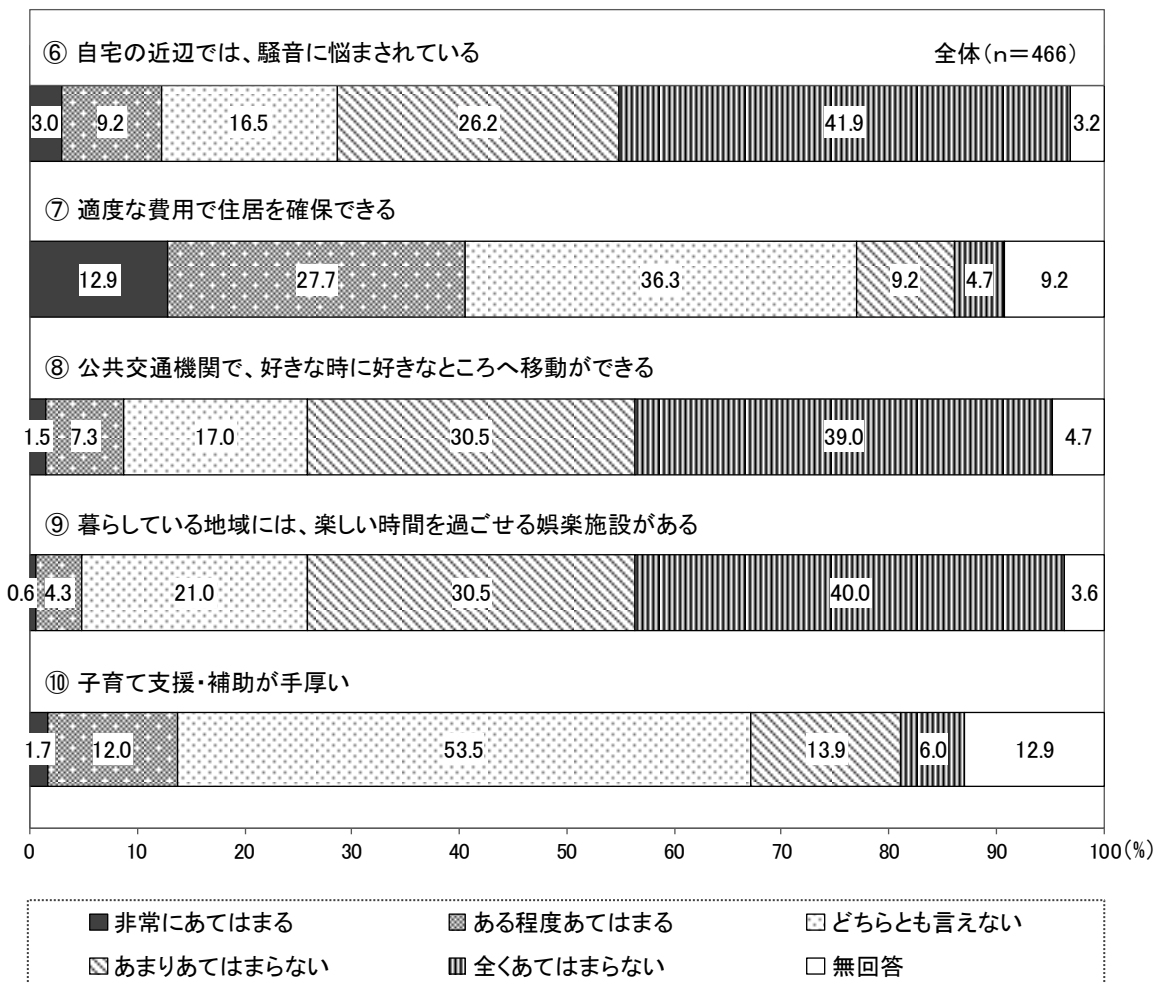 ⑥ 自宅の近辺では、騒音に悩まされている 全体(n=466)
3.0 9.2 16.5 26.2 41.9 3.2
⑦ 適度な費用で住居を確保できる
12.9 27.7 36.3 9.2 4.7 9.2
⑧ 公共交通機関で、好きな時に好きなところへ移動ができる
1.5 7.3 17.0 30.5 39.0 4.7
⑨ 暮らしている地域には、楽しい時間を過ごせる娯楽施設がある
0.6 4.3 21.0 30.5 40.0 3.6
⑩ 子育て支援・補助が手厚い
1.7 12.0 53.5 13.9 6.0 12.9
0 10 20 30 40 50 60 70 80 90 100(%)
非常にあてはまる ある程度あてはまる どちらとも言えない
あまりあてはまらない 全くあてはまらない 無回答